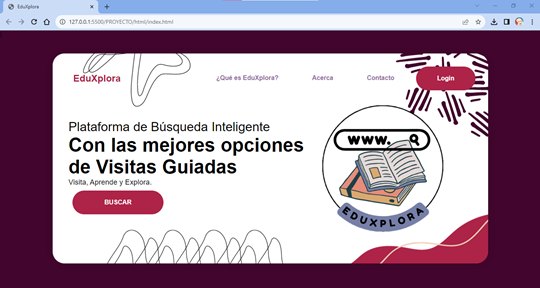 EduXplora
127.0.0.1:5500/PROYECTO/html/index.html
EduXplora
¿Qué es EduXplora?
Acerca
Contacto
Login
Plataforma de Búsqueda Inteligente
Con las mejores opciones
de Visitas Guiadas
Visita, Aprende y Explora.
BUSCAR
WWW.
EDUXPLORA